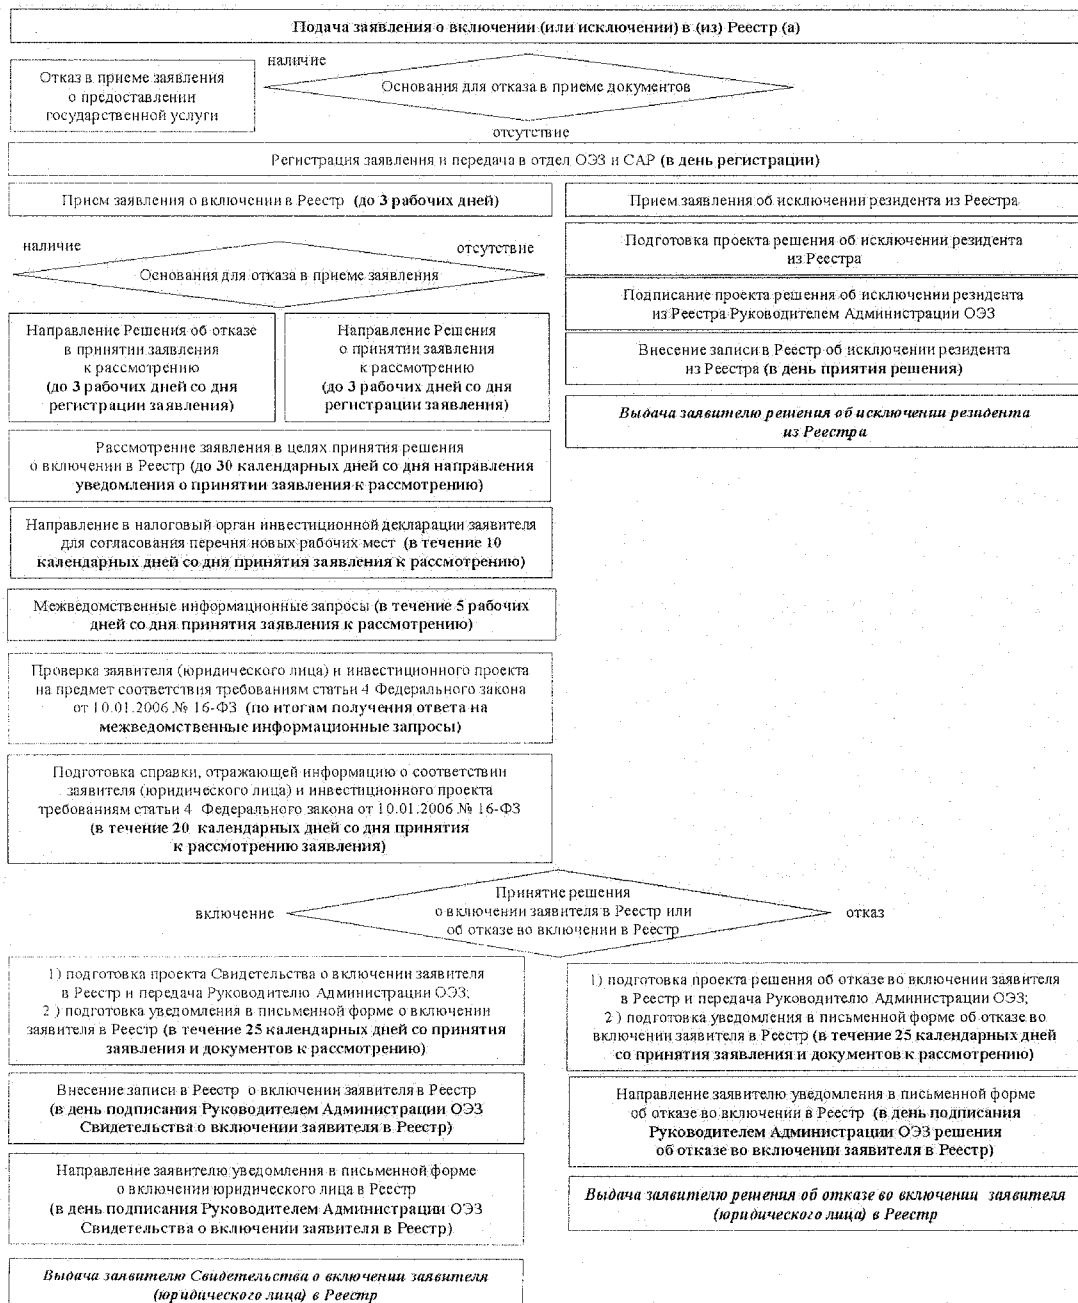 Подача заявления о включении (или исключении) в (из) Реестр (а)
наличие
Отказ в приеме заявления
о предоставлении
государственной услуги
Основания для отказа в приеме документов
отсутствие
Регистрация заявления и передача в отдел ОЭЗ и САР (в день регистрации)
Прием заявления о включении в Реестр (до 3 рабочих дней)
наличие
отсутствие
Основания для отказа в приеме заявления
Направление Решения об отказе
в принятии заявления
к рассмотрению
(до 3 рабочих дней со дня
регистрации заявления)
Направление Решения
о принятии заявления
к рассмотрению
(до 3 рабочих дней со дня
регистрации заявления)
Рассмотрение заявления в целях принятия решения
о включении в Реестр (до 30 календарных дней со дня направления
уведомления о принятии заявления к рассмотрению)
Направление в налоговый орган инвестиционной декларации заявителя
для согласования перечня новых рабочих мест (в течение 10
календарных дней со дня принятия заявления к рассмотрению)
Межведомственные информационные запросы (в течение 5 рабочих
дней со дня принятия заявления к рассмотрению)
Проверка заявителя (юридического лица) и инвестиционного проекта
на предмет соответствия требованиям статьи 4 Федерального закона
от 10.01.2006 № 16-ФЗ (по итогам получения ответа на
межведомственные информационные запросы)
Подготовка справки, отражающей информацию о соответствии
заявителя (юридического лица) и инвестиционного проекта
требованиям статьи 4 Федерального закона от 10.01.2006 № 16-ФЗ
(в течение 20 календарных дней со дня принятия
к рассмотрению заявления)
Прием заявления об исключении резидента из Реестра
Подготовка проекта решения об исключении резидента
из Реестра
Подписание проекта решения об исключении резидента
из Реестра Руководителем Администрации ОЭЗ
Внесение записи в Реестр об исключении резидента
из Реестра (в день приятия решения)
Выдача заявителю решения об исключении резидента
из Реестра
Принятие решения
о включении заявителя в Реестр или
об отказе во включении в Реестр
включение
отказ
1) подготовка проекта Свидетельства о включении заявителя
в Реестр и передача Руководителю Администрации ОЭЗ;
2) подготовка уведомления в письменной форме о включении
заявителя в Реестр (в течение 25 календарных дней со принятия
заявления и документов к рассмотрению)
Внесение записи в Реестр о включении заявителя в Реестр
(в день подписания Руководителем Администрации ОЭЗ
Свидетельства о включении заявителя в Реестр)
Направление заявителю уведомления в письменной форме
о включении юридического лица в Реестр
(в день подписания Руководителем Администрации ОЭЗ
Свидетельства о включении заявителя в Реестр)
Выдача заявителю Свидетельства о включении заявителя
(юридического лица) в Реестр
1) подготовка проекта решения об отказе во включении заявителя
в Реестр и передача Руководителю Администрации ОЭЗ;
2) подготовка уведомления в письменной форме об отказе во
включении заявителя в Реестр (в течение 25 календарных дней
со принятия заявления и документов к рассмотрению)
Направление заявителю уведомления в письменной форме
об отказе во включении в Реестр (в день подписания
Руководителем Администрации ОЭЗ решения
об отказе во включении заявителя в Реестр)
Выдача заявителю решения об отказе во включении заявителя
(юридического лица) в Реестр